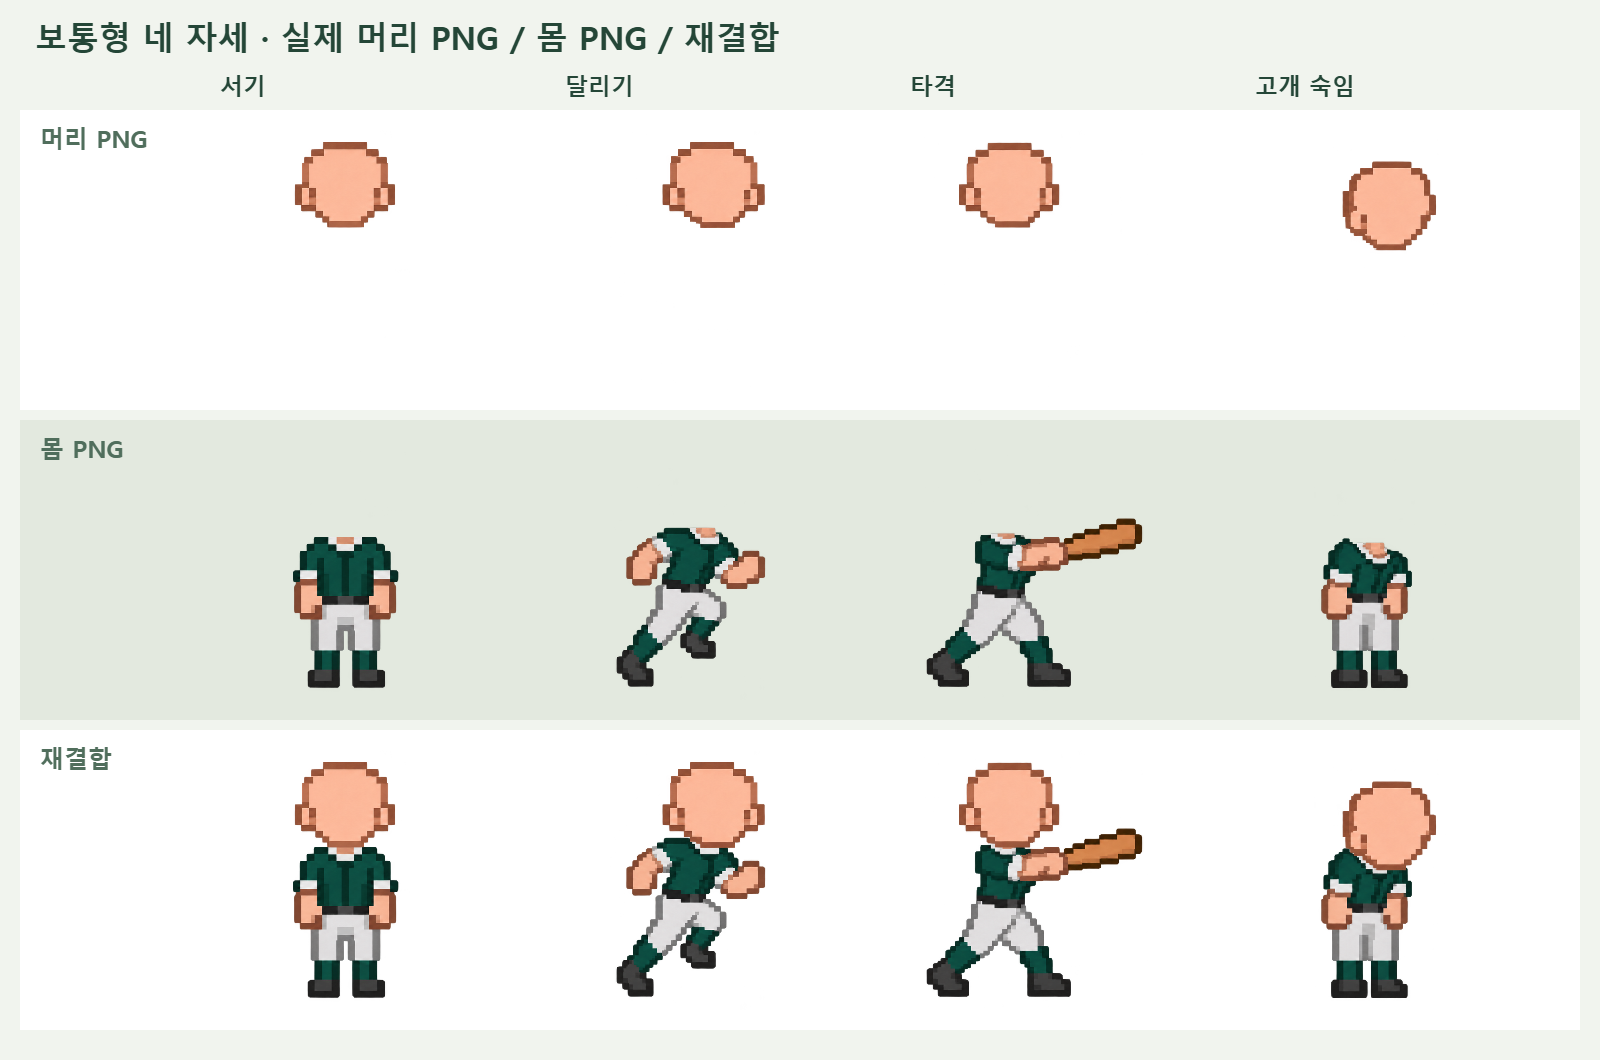 보통형 네 자세 · 실제 머리 PNG / 몸 PNG / 재결합
서기 달리기 타격 고개 숙임
머리 PNG
몸 PNG
재결합